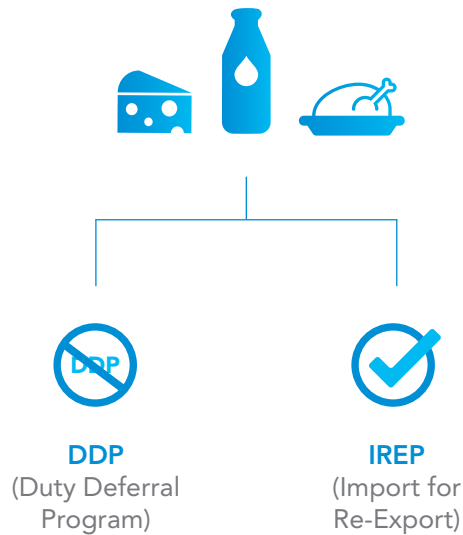 DDP
DDP
(Duty Deferral
Program)
IREP
(Import for
Re-Export)